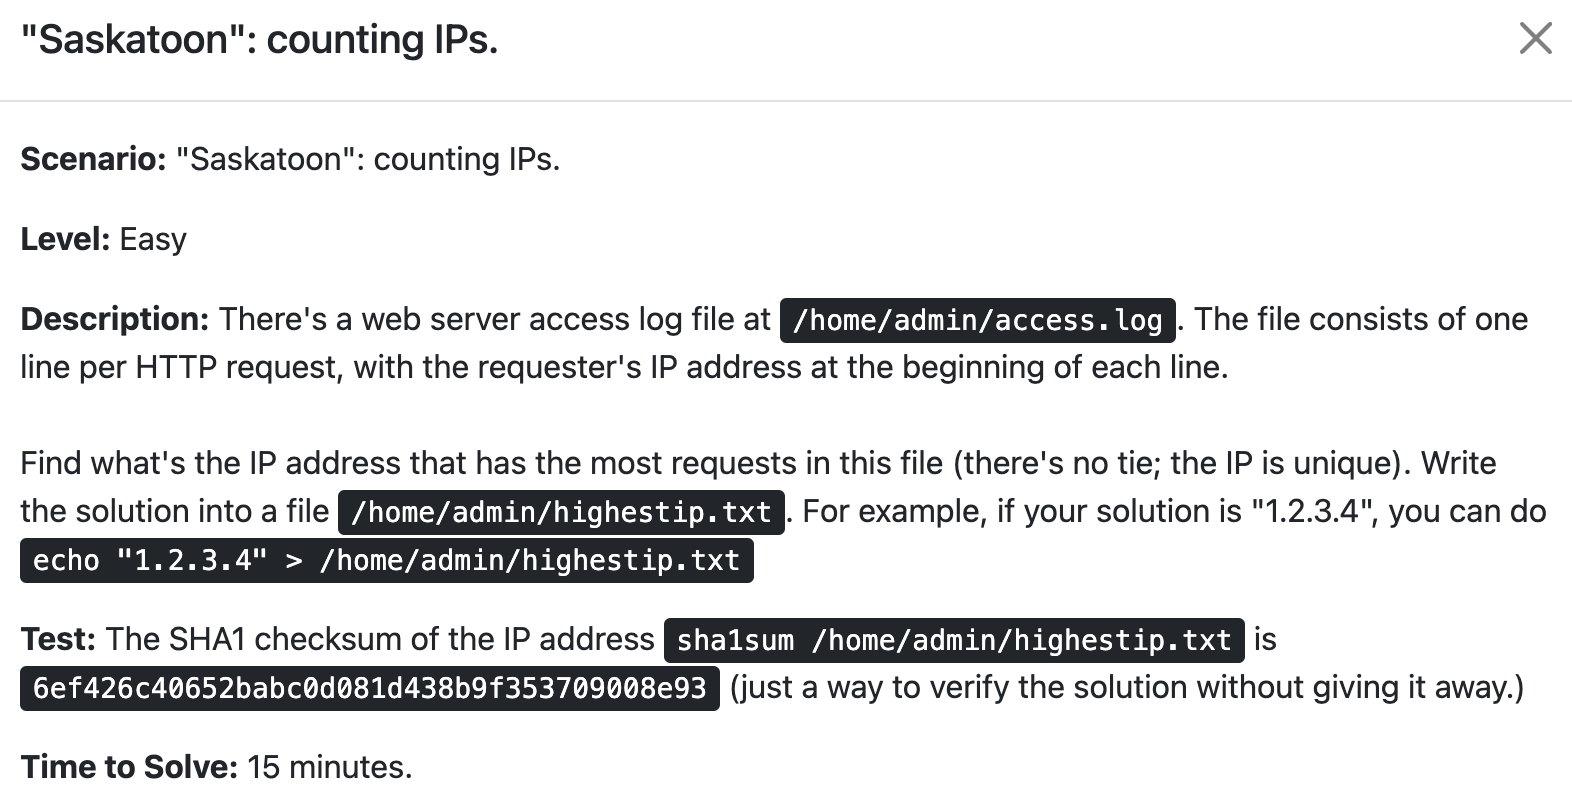 "Saskatoon": counting IPs.
Scenario: "Saskatoon": counting IPs.
Level: Easy
Description: There's a web server access log file at /home/admin/access.log. The file consists of one
line per HTTP request, with the requester's IP address at the beginning of each line.
Find what's the IP address that has the most requests in this file (there's no tie; the IP is unique). Write
the solution into a file /home/admin/highestip.txt. For example, if your solution is "1.2.3.4", you can do
echo "1.2.3.4" > /home/admin/highestip.txt
Test: The SHA1 checksum of the IP address sha1sum /home/admin/highestip.txt is
6ef426c40652babc0d081d438b9f353709008e93 (just a way to verify the solution without giving it away.)
Time to Solve: 15 minutes.